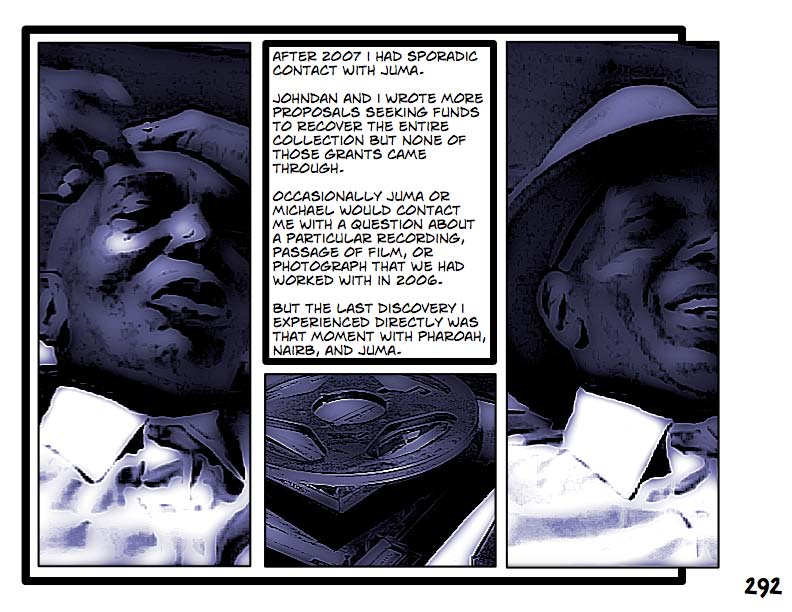 AFTER 2007 I HAD SPORADIC
CONTACT WITH JUMA.
JOHNDAN AND I WROTE MORE
PROPOSALS SEEKING FUNDS
TO RECOVER THE ENTIRE
COLLECTION BUT NONE OF
THOSE GRANTS CAME
THROUGH.
OCCASIONALLY JUMA OR
MICHAEL WOULD CONTACT
ME WITH A QUESTION ABOUT
A PARTICULAR RECORDING,
PASSAGE OF FILM, OR
PHOTOGRAPH THAT WE HAD
WORKED WITH IN 2006.
BUT THE LAST DISCOVERY I
EXPERIENCED DIRECTLY WAS
THAT MOMENT WITH PHAROAH,
NAIRB, AND JUMA.
292